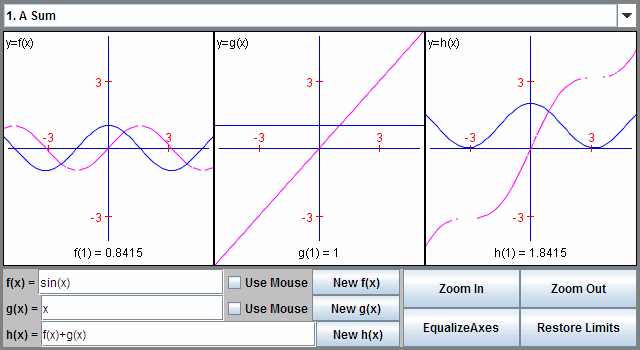 1. A Sum
y=f(x) y=g(x) y=h(x)
3 3 3
-3 3 -3 3 -3 3
-3 -3 -3
f(1) = 0.8415 g(1) = 1 h(1) = 1.8415
f(x) = sin(x) Use Mouse New f(x) Zoom In Zoom Out
g(x) = x Use Mouse New g(x)
h(x) = f(x)+g(x) New h(x) EqualizeAxes Restore Limits